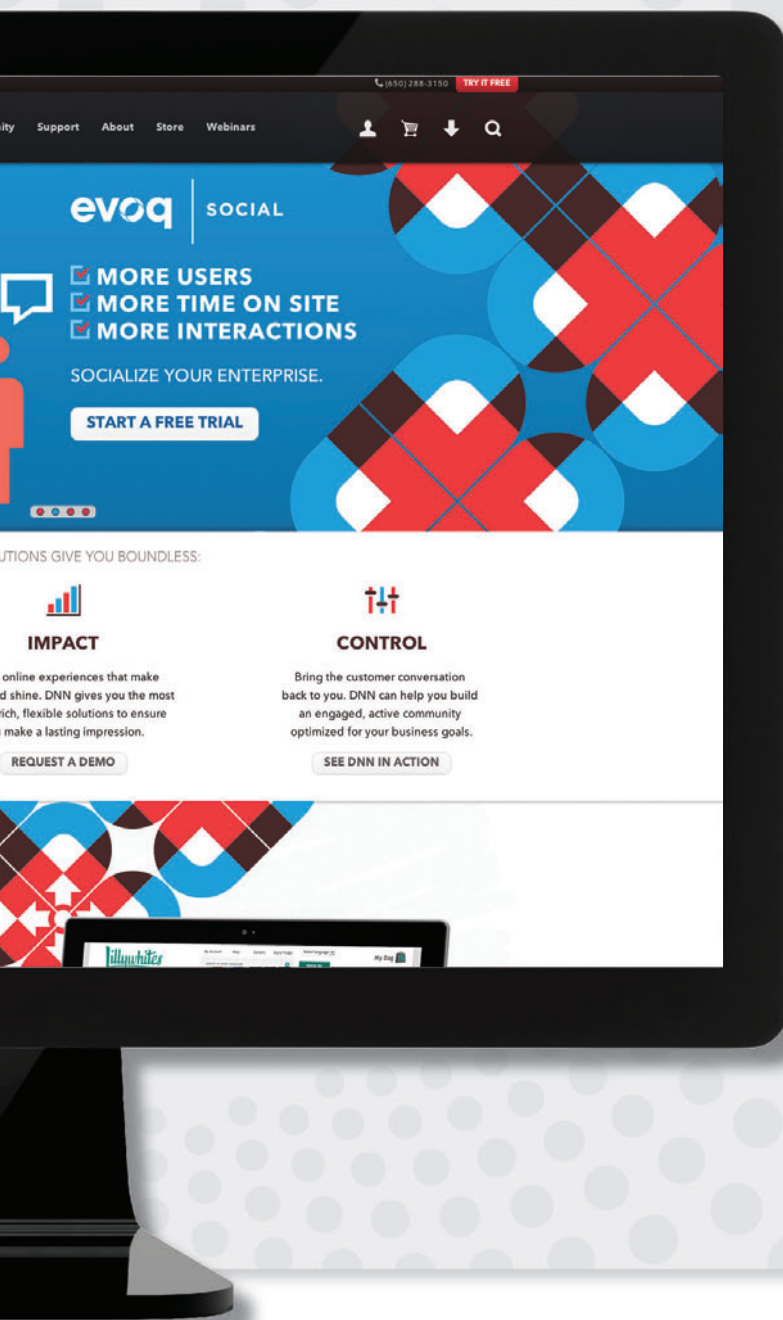 (650) 288-3150 TRY IT FREE
ity Support About Store Webinars
evoq SOCIAL
MORE USERS
MORE TIME ON SITE
MORE INTERACTIONS
SOCIALIZE YOUR ENTERPRISE.
START A FREE TRIAL
UTIONS GIVE YOU BOUNDLESS:
IMPACT
online experiences that make
d shine. DNN gives you the most
rich, flexible solutions to ensure
make a lasting impression.
REQUEST A DEMO
CONTROL
Bring the customer conversation
back to you. DNN can help you build
an engaged, active community
optimized for your business goals.
SEE DNN IN ACTION
lillywhites
My Bag